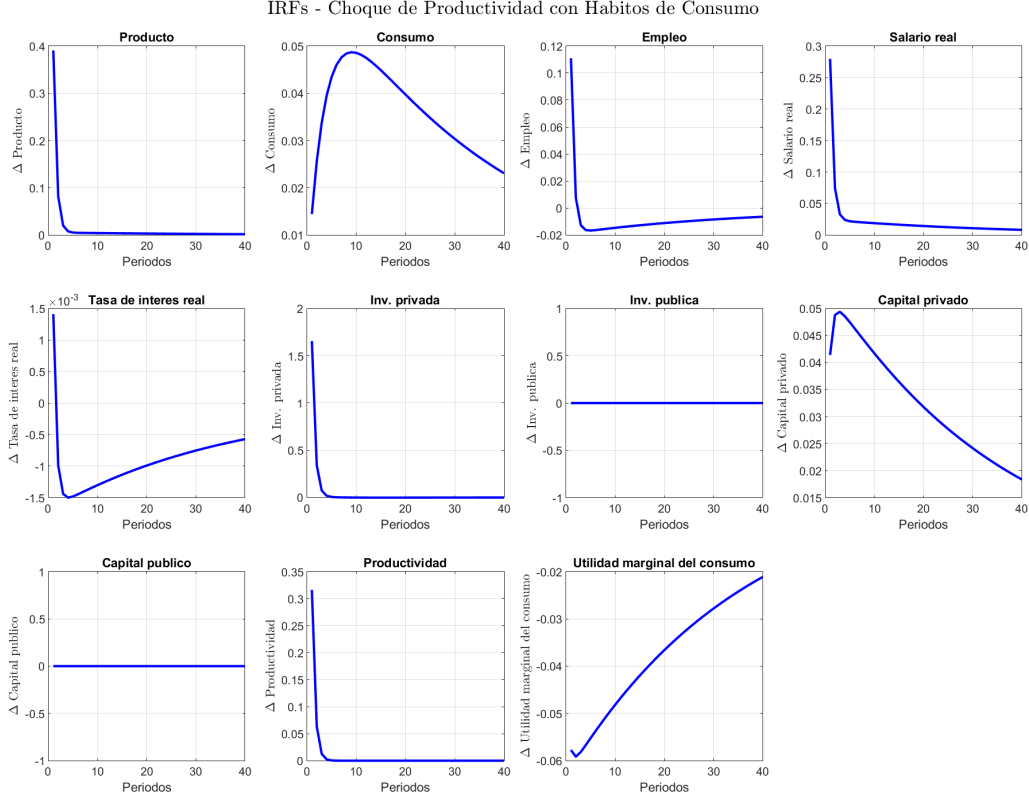 IRFs - Choque de Productividad con Habitos de Consumo
Producto
Δ Producto
0.4
0.3
0.2
0.1
0
0 10 20 30 40
Periodos
Consumo
Δ Consumo
0.05
0.04
0.03
0.02
0.01
0 10 20 30 40
Periodos
Empleo
Δ Empleo
0.12
0.1
0.08
0.06
0.04
0.02
0
-0.02
0 10 20 30 40
Periodos
Salario real
Δ Salario real
0.3
0.25
0.2
0.15
0.1
0.05
0
0 10 20 30 40
Periodos
Tasa de interes real
×10⁻³
Δ Tasa de interes real
1.5
1
0.5
0
-0.5
-1
-1.5
0 10 20 30 40
Periodos
Inv. privada
Δ Inv. privada
2
1.5
1
0.5
0
0 10 20 30 40
Periodos
Inv. publica
Δ Inv. publica
1
0.5
0
-0.5
-1
0 10 20 30 40
Periodos
Capital privado
Δ Capital privado
0.05
0.045
0.04
0.035
0.03
0.025
0.02
0.015
0 10 20 30 40
Periodos
Capital publico
Δ Capital publico
1
0.5
0
-0.5
-1
0 10 20 30 40
Periodos
Productividad
Δ Productividad
0.35
0.3
0.25
0.2
0.15
0.1
0.05
0
0 10 20 30 40
Periodos
Utilidad marginal del consumo
Δ Utilidad marginal del consumo
-0.02
-0.03
-0.04
-0.05
-0.06
0 10 20 30 40
Periodos